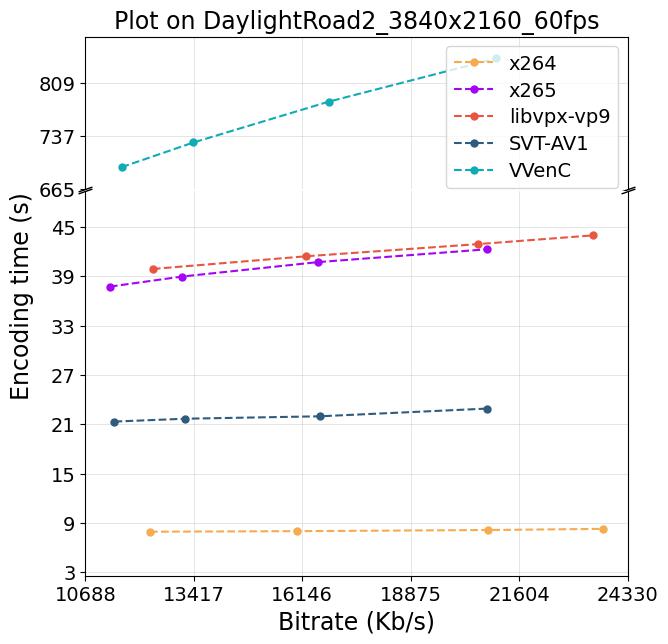 Plot on DaylightRoad2_3840x2160_60fps
x264
x265
libvpx-vp9
SVT-AV1
VVenC
809
737
665
45
39
33
27
21
15
9
3
Encoding time (s)
10688 13417 16146 18875 21604 24330
Bitrate (Kb/s)